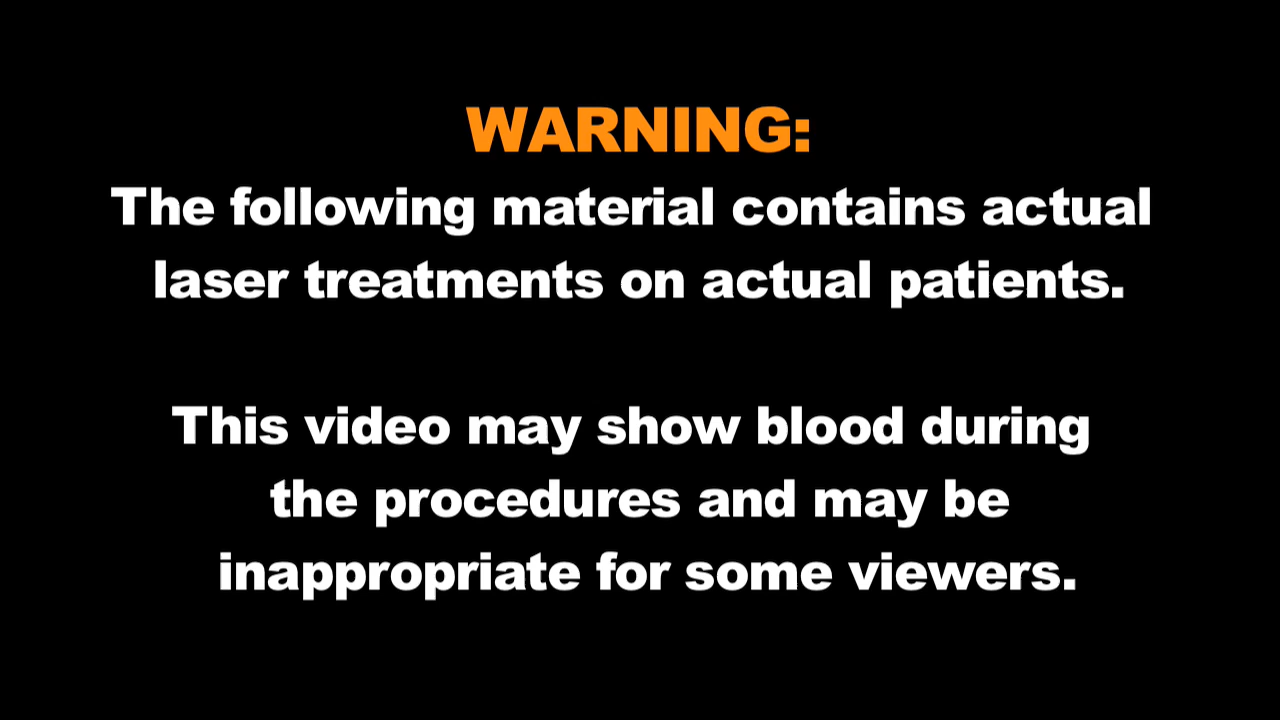 WARNING:
The following material contains actual
laser treatments on actual patients.
This video may show blood during
the procedures and may be
inappropriate for some viewers.